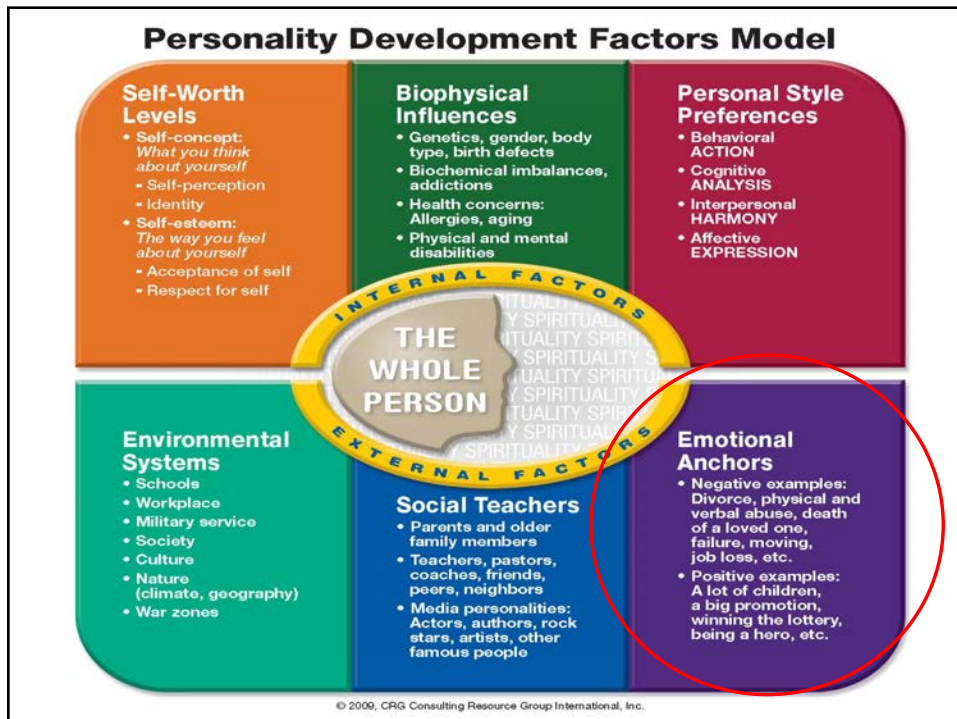 Personality Development Factors Model
Self-Worth
Levels
• Self-concept:
What you think
about yourself
- Self-perception
- Identity
• Self-esteem:
The way you feel
about yourself
- Acceptance of self
- Respect for self
Biophysical
Influences
• Genetics, gender, body
type, birth defects
• Biochemical imbalances,
addictions
• Health concerns:
Allergies, aging
• Physical and mental
disabilities
Personal Style
Preferences
• Behavioral
ACTION
• Cognitive
ANALYSIS
• Interpersonal
HARMONY
• Affective
EXPRESSION
INTERNAL FACTORS
THE
WHOLE
PERSON
SPIRITUALITY
EXTERNAL FACTORS
Environmental
Systems
• Schools
• Workplace
• Military service
• Society
• Culture
• Nature
(climate, geography)
• War zones
Social Teachers
• Parents and older
family members
• Teachers, pastors,
coaches, friends,
peers, neighbors
• Media personalities:
Actors, authors, rock
stars, artists, other
famous people
Emotional
Anchors
• Negative examples:
Divorce, physical and
verbal abuse, death
of a loved one,
failure, moving,
job loss, etc.
• Positive examples:
A lot of children,
a big promotion,
winning the lottery,
being a hero, etc.
© 2009, CRG Consulting Resource Group International, Inc.